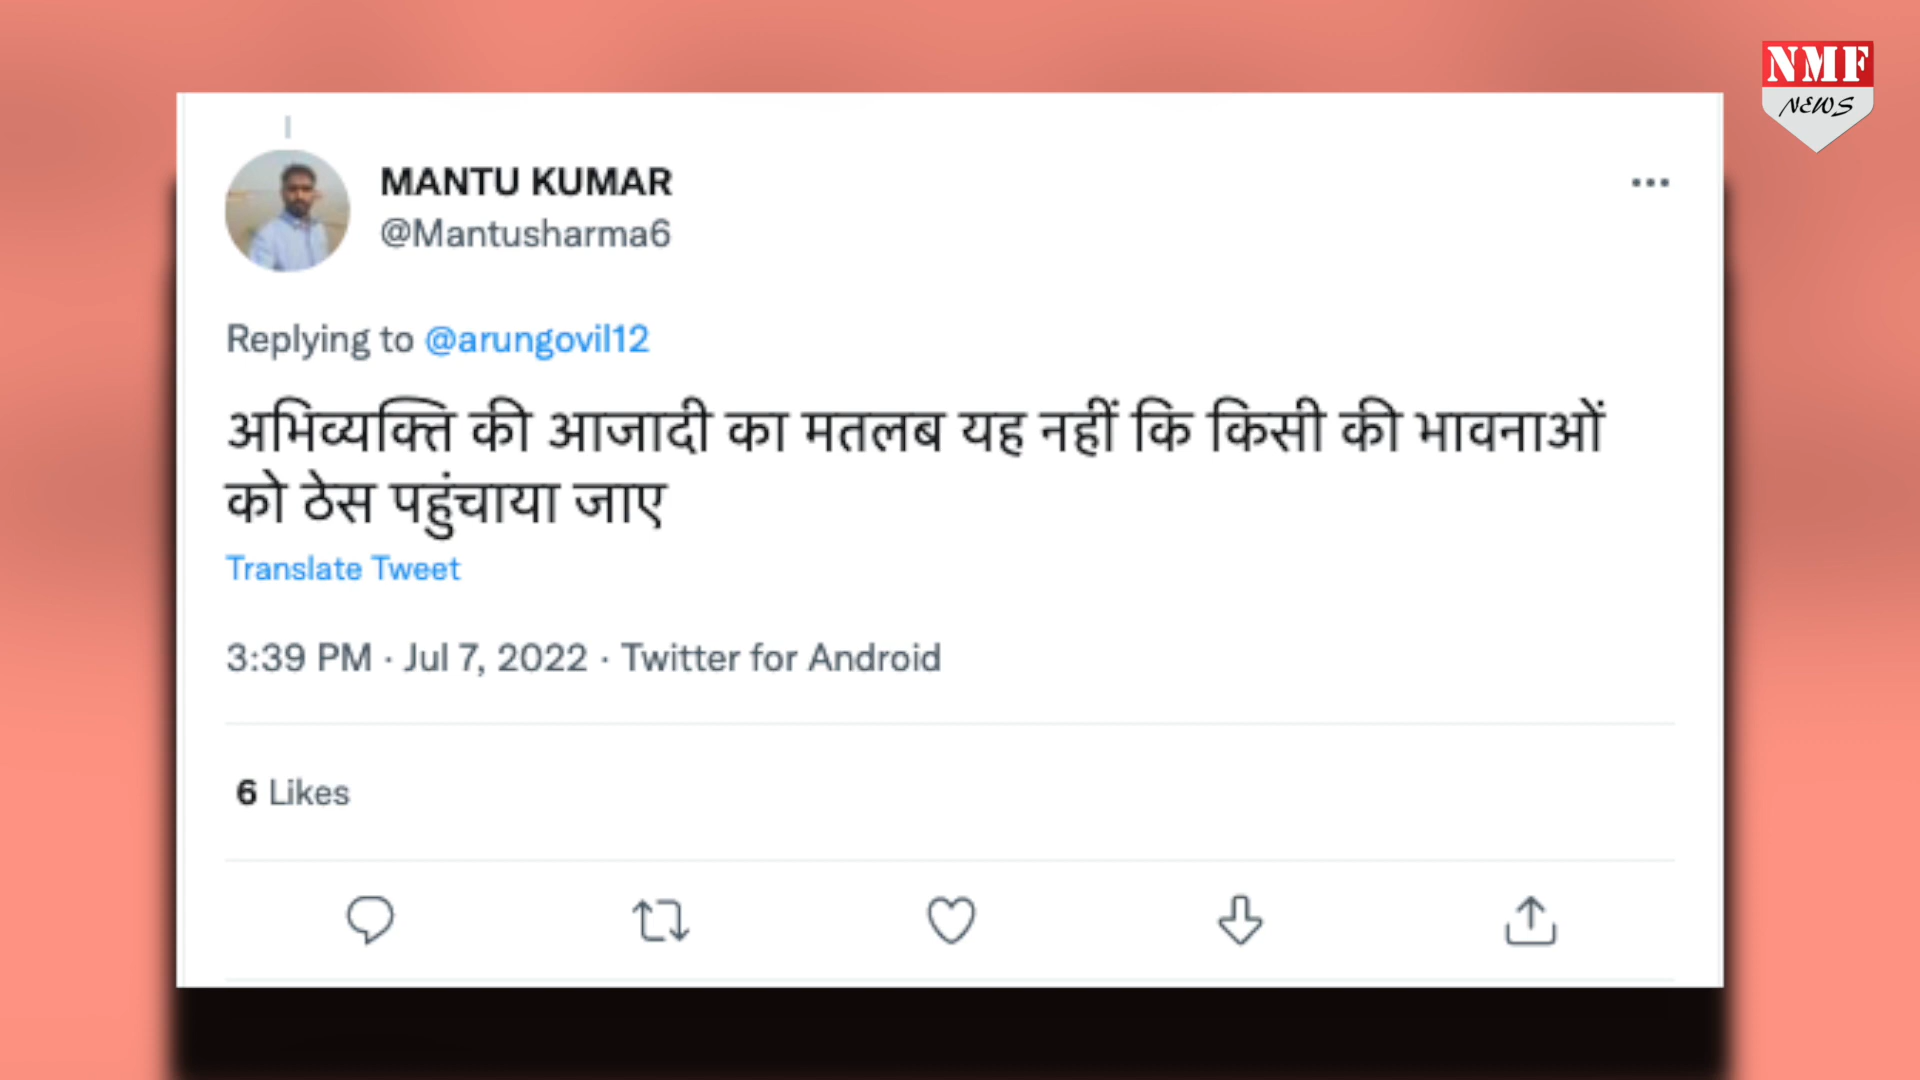 NMF
NEWS
MANTU KUMAR
@Mantusharma6
Replying to @arungovil12
अभिव्यक्ति की आजादी का मतलब यह नहीं कि किसी की भावनाओं
को ठेस पहुंचाया जाए
Translate Tweet
3:39 PM · Jul 7, 2022 · Twitter for Android
6 Likes